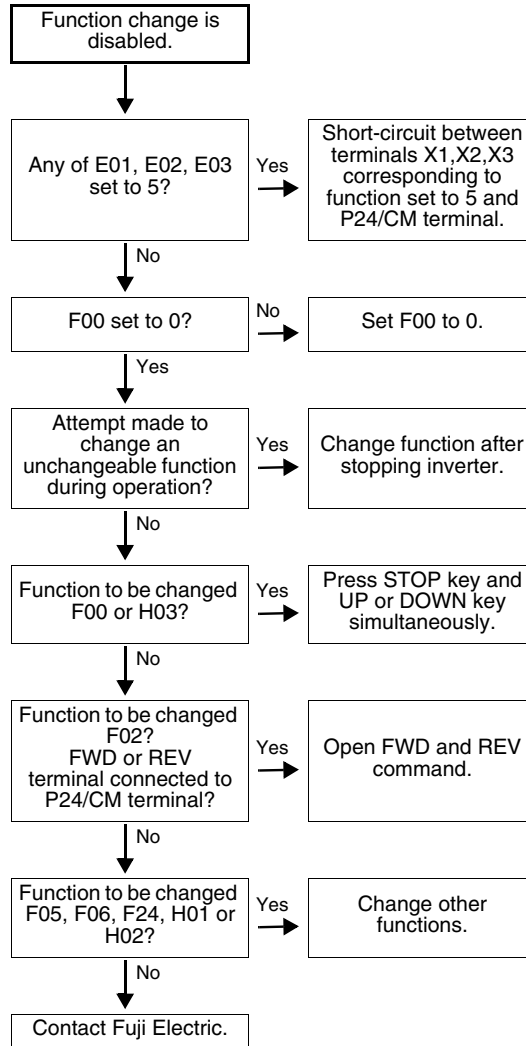 Function change is
disabled.
Any of E01, E02, E03
set to 5?
Yes
Short-circuit between
terminals X1,X2,X3
corresponding to
function set to 5 and
P24/CM terminal.
No
F00 set to 0?
No
Set F00 to 0.
Yes
Attempt made to
change an
unchangeable function
during operation?
Yes
Change function after
stopping inverter.
No
Function to be changed
F00 or H03?
Yes
Press STOP key and
UP or DOWN key
simultaneously.
No
Function to be changed
F02?
FWD or REV
terminal connected to
P24/CM terminal?
Yes
Open FWD and REV
command.
No
Function to be changed
F05, F06, F24, H01 or
H02?
Yes
Change other
functions.
No
Contact Fuji Electric.